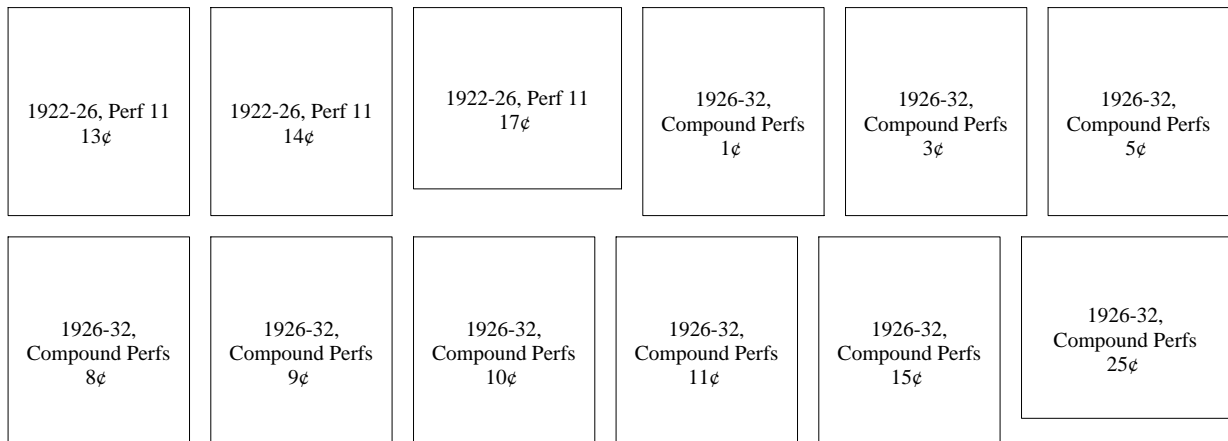 1922-26, Perf 11
13¢
1922-26, Perf 11
14¢
1922-26, Perf 11
17¢
1926-32,
Compound Perfs
1¢
1926-32,
Compound Perfs
3¢
1926-32,
Compound Perfs
5¢
1926-32,
Compound Perfs
8¢
1926-32,
Compound Perfs
9¢
1926-32,
Compound Perfs
10¢
1926-32,
Compound Perfs
11¢
1926-32,
Compound Perfs
15¢
1926-32,
Compound Perfs
25¢